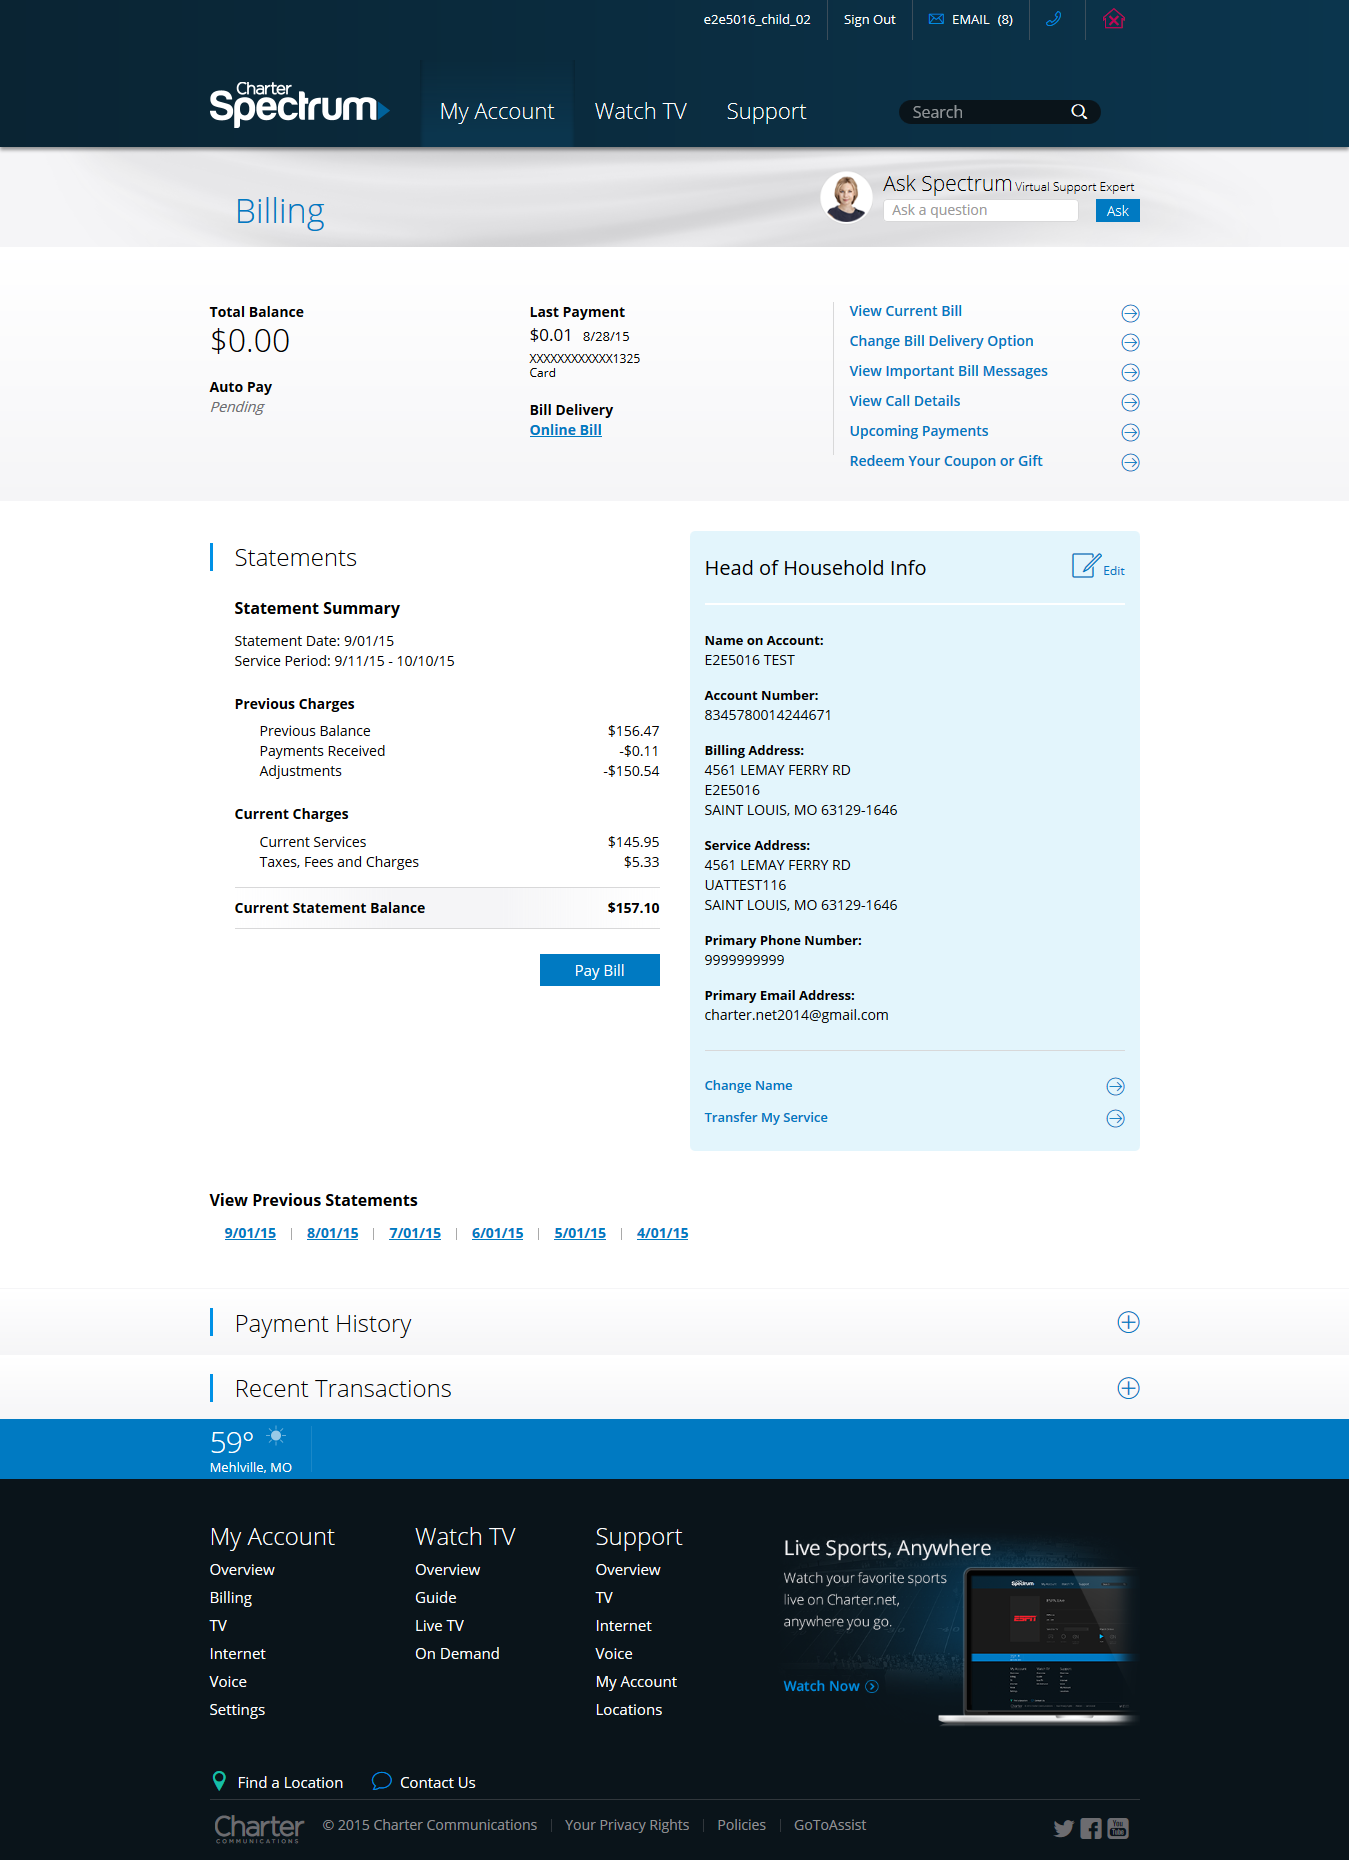 e2e5016_child_02
Sign Out
EMAIL (8)
Charter
Spectrum
My Account
Watch TV
Support
Search
Billing
Ask Spectrum Virtual Support Expert
Ask a question
Ask
Total Balance
$0.00
Auto Pay
Pending
Last Payment
$0.01 8/28/15
XXXXXXXXXXXX1325
Card
Bill Delivery
Online Bill
View Current Bill
Change Bill Delivery Option
View Important Bill Messages
View Call Details
Upcoming Payments
Redeem Your Coupon or Gift
Statements
Statement Summary
Statement Date: 9/01/15
Service Period: 9/11/15 - 10/10/15
Previous Charges
Previous Balance $156.47
Payments Received -$0.11
Adjustments -$150.54
Current Charges
Current Services $145.95
Taxes, Fees and Charges $5.33
Current Statement Balance $157.10
Pay Bill
Head of Household Info
Edit
Name on Account:
E2E5016 TEST
Account Number:
8345780014244671
Billing Address:
4561 LEMAY FERRY RD
E2E5016
SAINT LOUIS, MO 63129-1646
Service Address:
4561 LEMAY FERRY RD
UATTEST116
SAINT LOUIS, MO 63129-1646
Primary Phone Number:
9999999999
Primary Email Address:
charter.net2014@gmail.com
Change Name
Transfer My Service
View Previous Statements
9/01/15 | 8/01/15 | 7/01/15 | 6/01/15 | 5/01/15 | 4/01/15
Payment History
Recent Transactions
59°
Mehlville, MO
My Account
Overview
Billing
TV
Internet
Voice
Settings
Watch TV
Overview
Guide
Live TV
On Demand
Support
Overview
TV
Internet
Voice
My Account
Locations
Live Sports, Anywhere
Watch your favorite sports
live on Charter.net,
anywhere you go.
Watch Now
Spectrum
ESPN
Find a Location
Contact Us
Charter
COMMUNICATIONS
© 2015 Charter Communications | Your Privacy Rights | Policies | GoToAssist
You
Tube